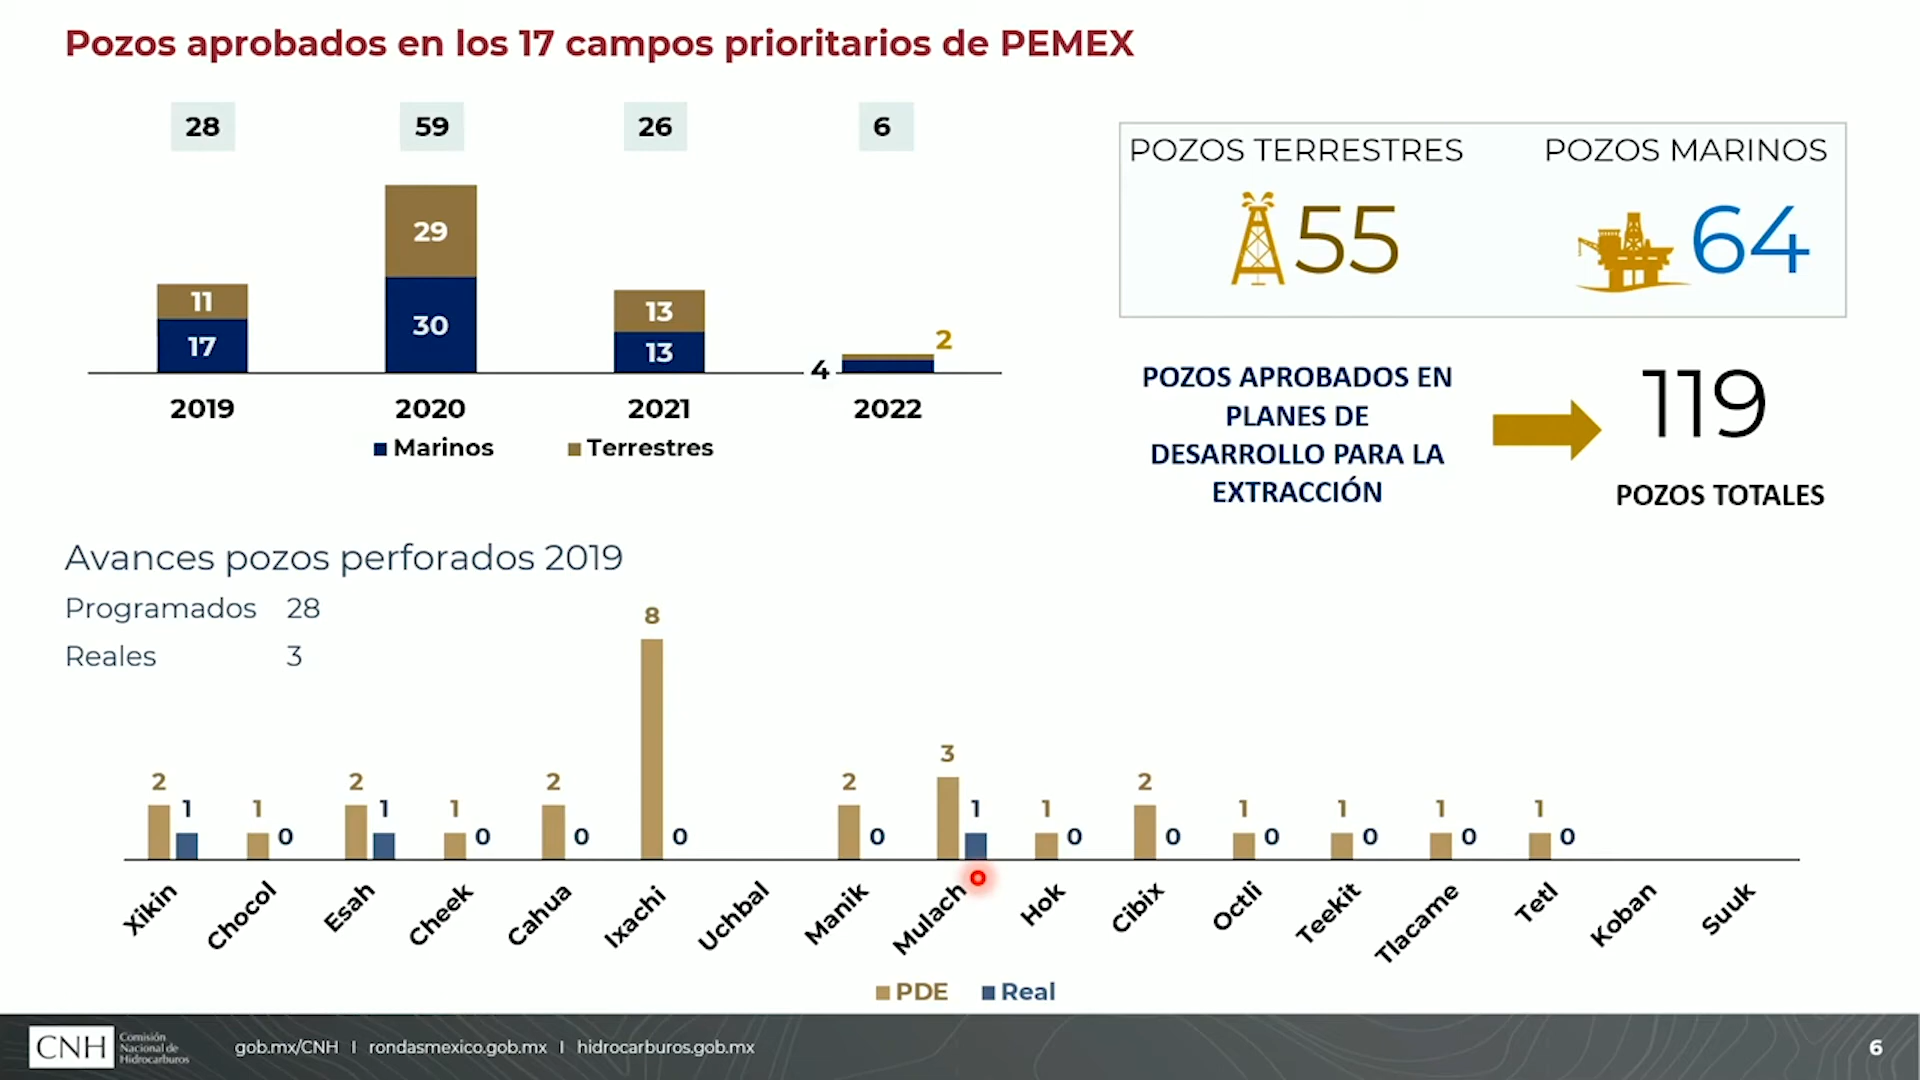 Pozos aprobados en los 17 campos prioritarios de PEMEX
28 59 26 6
29
11 13
30
17 13
2
4
2019 2020 2021 2022
Marinos Terrestres
POZOS TERRESTRES POZOS MARINOS
55 64
POZOS APROBADOS EN
PLANES DE
DESARROLLO PARA LA
EXTRACCIÓN
119
POZOS TOTALES
Avances pozos perforados 2019
Programados 28
Reales 3
8
3
2 2 2 2 2
1 1 1 1 1 1 1 1 1 1
0 0 0 0 0 0 0 0 0 0 0
Xikin Chocol Esah Cheek Cahua Ixachi Uchbal Manik Mulach Hok Cibix Octli Teekit Tlacame Tetl Koban Suuk
PDE Real
CNH
Comisión
Nacional de
Hidrocarburos
gob.mx/CNH I rondasmexico.gob.mx I hidrocarburos.gob.mx
6